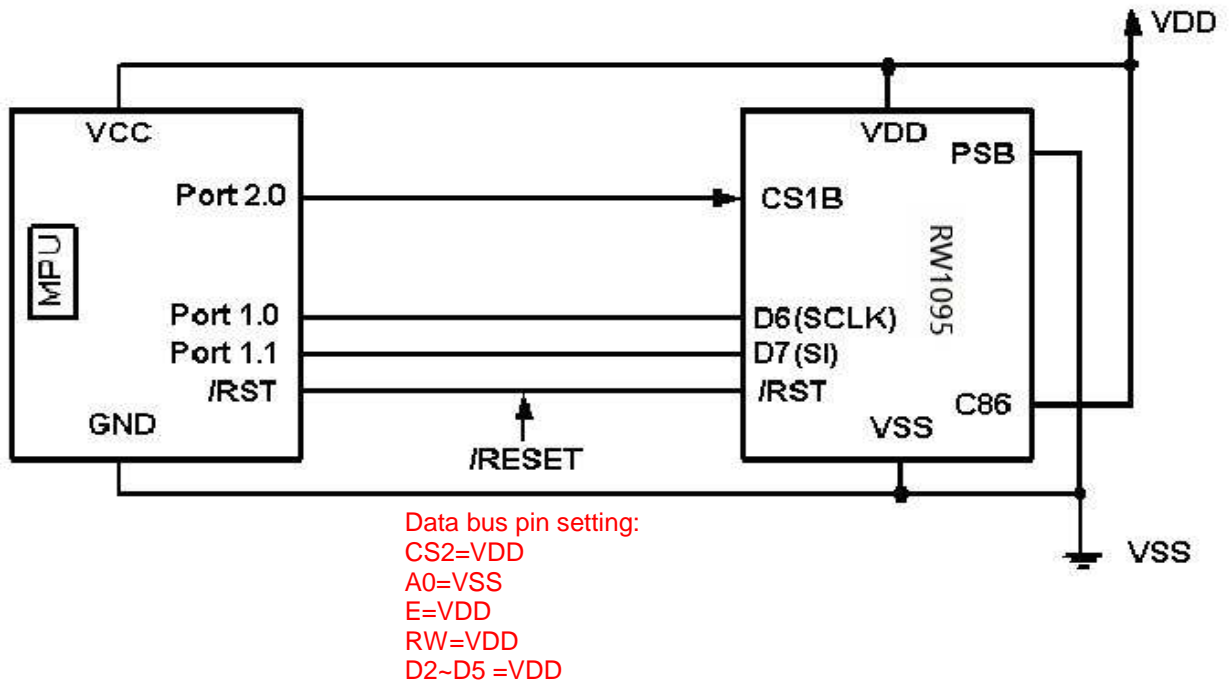 VDD
VCC
VDD
PSB
Port 2.0
CS1B
MPU
RW1095
Port 1.0
D6(SCLK)
Port 1.1
D7(SI)
/RST
/RST
C86
GND
VSS
/RESET
Data bus pin setting:
CS2=VDD
VSS
A0=VSS
E=VDD
RW=VDD
D2~D5 =VDD